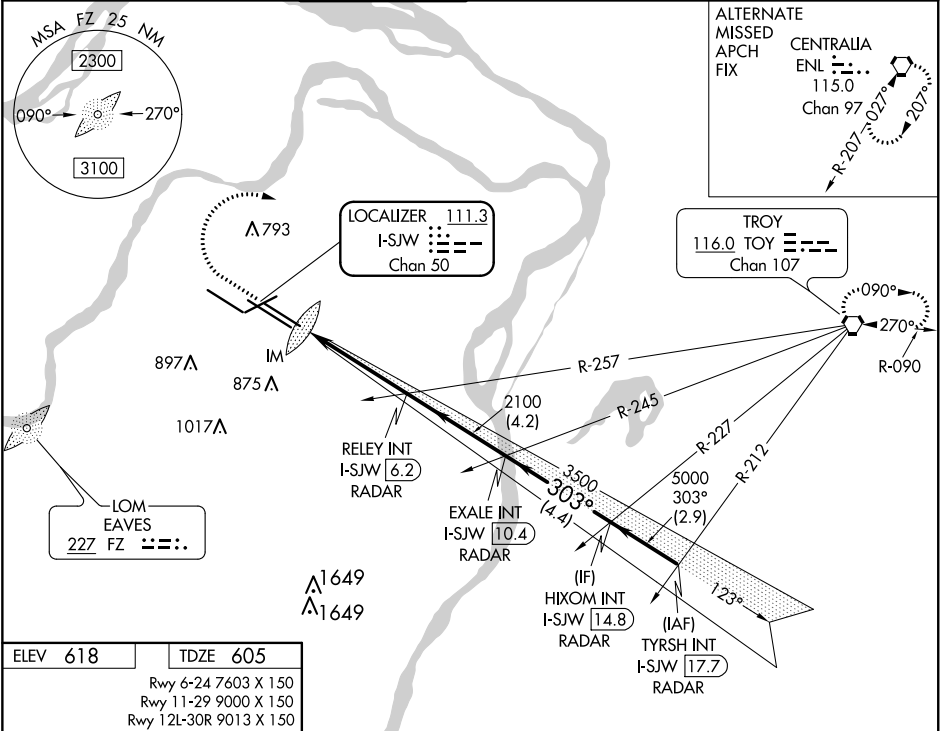 MSA FZ 25 NM
2300
090°
270°
3100
ALTERNATE
MISSED
APCH
FIX
CENTRALIA
ENL
115.0
Chan 97
027°
207°
R-207
793
LOCALIZER 111.3
I-SJW
Chan 50
TROY
116.0 TOY
Chan 107
090°
270°
R-090
IM
897
875
1017
R-257
R-245
R-227
R-212
2100
(4.2)
RELEY INT
I-SJW 6.2
RADAR
3500
303°
(4.4)
5000
303°
(2.9)
EXALE INT
I-SJW 10.4
RADAR
LOM
EAVES
227 FZ
(IF)
HIXOM INT
I-SJW 14.8
RADAR
123°
(IAF)
TYRSH INT
I-SJW 17.7
RADAR
1649
1649
ELEV 618
TDZE 605
Rwy 6-24 7603 X 150
Rwy 11-29 9000 X 150
Rwy 12L-30R 9013 X 150